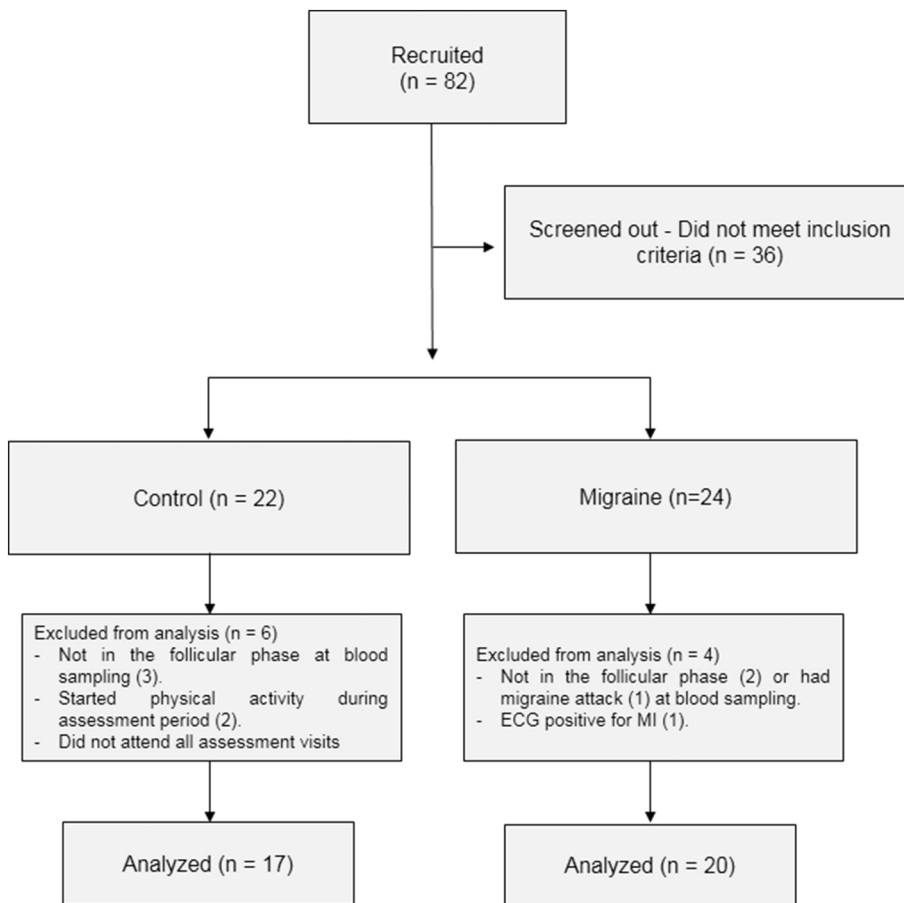 Recruited
(n = 82)
Screened out - Did not meet inclusion
criteria (n = 36)
Control (n = 22)
Migraine (n=24)
Excluded from analysis (n = 6)
- Not in the follicular phase at blood
sampling (3).
- Started physical activity during
assessment period (2).
- Did not attend all assessment visits
Excluded from analysis (n = 4)
- Not in the follicular phase (2) or had
migraine attack (1) at blood sampling.
- ECG positive for MI (1).
Analyzed (n = 17)
Analyzed (n = 20)